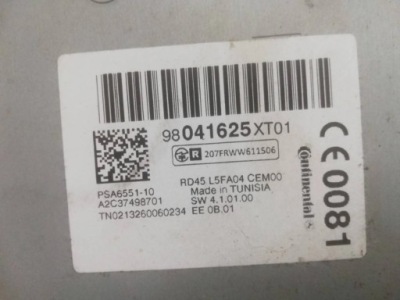 98041625XT01
R 207FRWW611506
RD45 L5FA04 CEM00
Made in TUNISIA
SW 4.1.01.00
EE 0B.01
PSA6551-10
A2C37498701
TN0213260060234
Continental
CE 0081